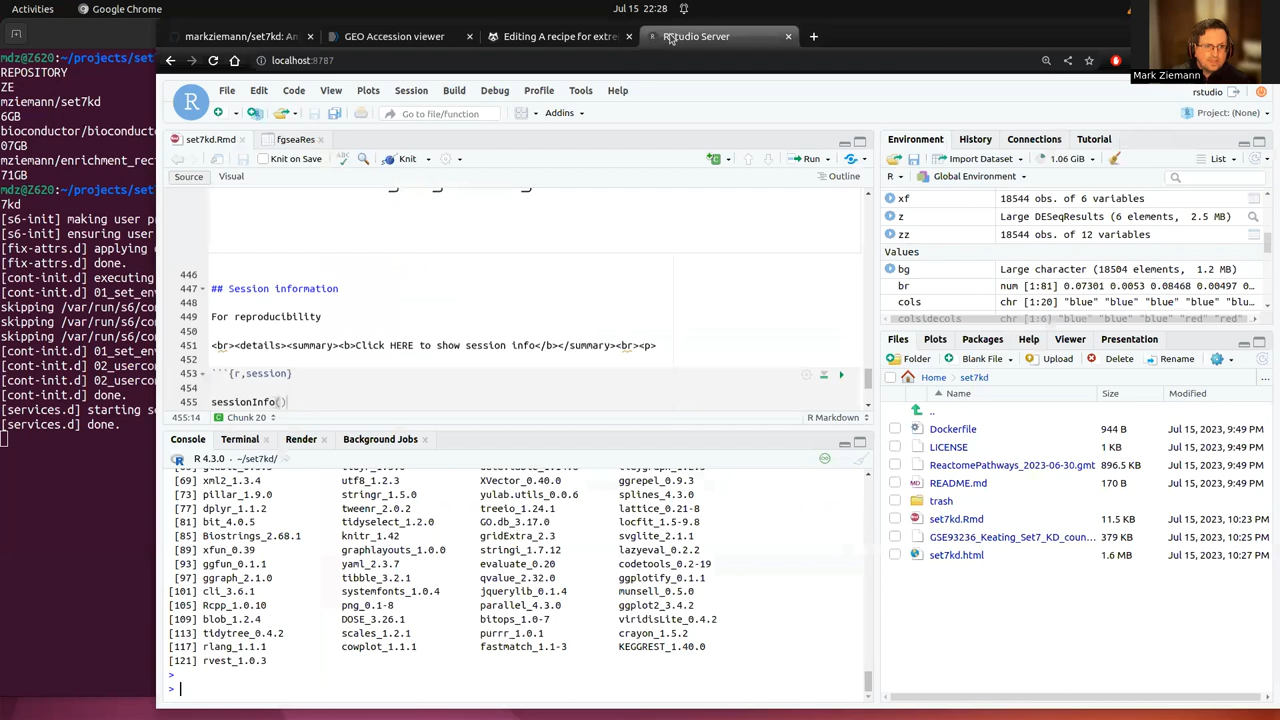 Activities
Google Chrome
Jul 15 22:28
mdz@Z620:~/projects/set
REPOSITORY
ZE
mziemann/set7kd
6GB
bioconductor/bioconduct
07GB
mziemann/enrichment_rec
71GB
mdz@Z620:~/projects/set
7kd
[s6-init] making user p
[s6-init] ensuring user
[fix-attrs.d] applying
[fix-attrs.d] done.
[cont-init.d] executing
[cont-init.d] 01_set_en
skipping /var/run/s6/co
skipping /var/run/s6/co
skipping /var/run/s6/co
[cont-init.d] 01_set_en
[cont-init.d] 02_userco
[cont-init.d] 02_userco
[cont-init.d] done.
[services.d] starting s
[services.d] done.
markziemann/set7kd: An
GEO Accession viewer
Editing A recipe for extre
RStudio Server
localhost:8787
Mark Ziemann
File Edit Code View Plots Session Build Debug Profile Tools Help
rstudio
Go to file/function
Addins
Project: (None)
set7kd.Rmd
fgseaRes
Knit on Save
Knit
Run
Source
Visual
Outline
446
447 ## Session information
448
449 For reproducibility
450
451 <br><details><summary><b>Click HERE to show session info</b></summary><br><p>
452
453 ```{r,session}
454
455 sessionInfo()
455:14
Chunk 20
R Markdown
Console
Terminal
Render
Background Jobs
R 4.3.0 · ~/set7kd/
[69] xml2_1.3.4 utf8_1.2.3 XVector_0.40.0 ggrepel_0.9.3
[73] pillar_1.9.0 stringr_1.5.0 yulab.utils_0.0.6 splines_4.3.0
[77] dplyr_1.1.2 tweenr_2.0.2 treeio_1.24.1 lattice_0.21-8
[81] bit_4.0.5 tidyselect_1.2.0 GO.db_3.17.0 locfit_1.5-9.8
[85] Biostrings_2.68.1 knitr_1.42 gridExtra_2.3 svglite_2.1.1
[89] xfun_0.39 graphlayouts_1.0.0 stringi_1.7.12 lazyeval_0.2.2
[93] ggfun_0.1.1 yaml_2.3.7 evaluate_0.20 codetools_0.2-19
[97] ggraph_2.1.0 tibble_3.2.1 qvalue_2.32.0 ggplotify_0.1.1
[101] cli_3.6.1 systemfonts_1.0.4 jquerylib_0.1.4 munsell_0.5.0
[105] Rcpp_1.0.10 png_0.1-8 parallel_4.3.0 ggplot2_3.4.2
[109] blob_1.2.4 DOSE_3.26.1 bitops_1.0-7 viridisLite_0.4.2
[113] tidytree_0.4.2 scales_1.2.1 purrr_1.0.1 crayon_1.5.2
[117] rlang_1.1.1 cowplot_1.1.1 fastmatch_1.1-3 KEGGREST_1.40.0
[121] rvest_1.0.3
>
>
Environment
History
Connections
Tutorial
Import Dataset
1.06 GiB
List
R
Global Environment
xf 18544 obs. of 6 variables
z Large DESeqResults (6 elements, 2.5 MB)
zz 18544 obs. of 12 variables
Values
bg Large character (18504 elements, 1.2 MB)
br num [1:81] 0.07301 0.0053 0.08468 0.00497 0…
cols chr [1:20] "blue" "blue" "blue" "blue" "blu…
colsidecols chr [1:6] "blue" "blue" "blue" "red" "red"
Files
Plots
Packages
Help
Viewer
Presentation
Folder
Blank File
Upload
Delete
Rename
Home
set7kd
Name Size Modified
..
Dockerfile 944 B Jul 15, 2023, 9:49 PM
LICENSE 1 KB Jul 15, 2023, 9:49 PM
ReactomePathways_2023-06-30.gmt 896.5 KB Jul 15, 2023, 9:49 PM
README.md 170 B Jul 15, 2023, 9:49 PM
trash
set7kd.Rmd 11.5 KB Jul 15, 2023, 10:23 PM
GSE93236_Keating_Set7_KD_coun... 379 KB Jul 15, 2023, 10:25 PM
set7kd.html 1.6 MB Jul 15, 2023, 10:27 PM